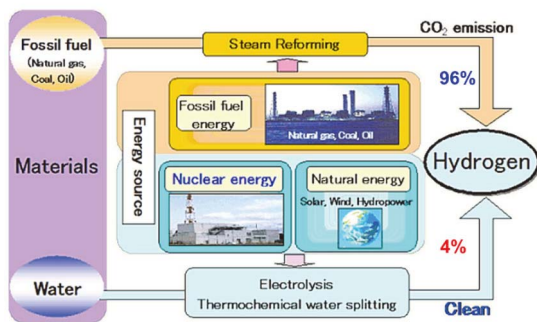 Fossil fuel
(Natural gas,
Coal, Oil)
Materials
Water
Steam Reforming
CO₂ emission
96%
Energy source
Fossil fuel
energy
Natural gas, Coal, Oil
Nuclear energy
Natural energy
Solar, Wind, Hydropower
Hydrogen
4%
Electrolysis
Thermochemical water splitting
Clean